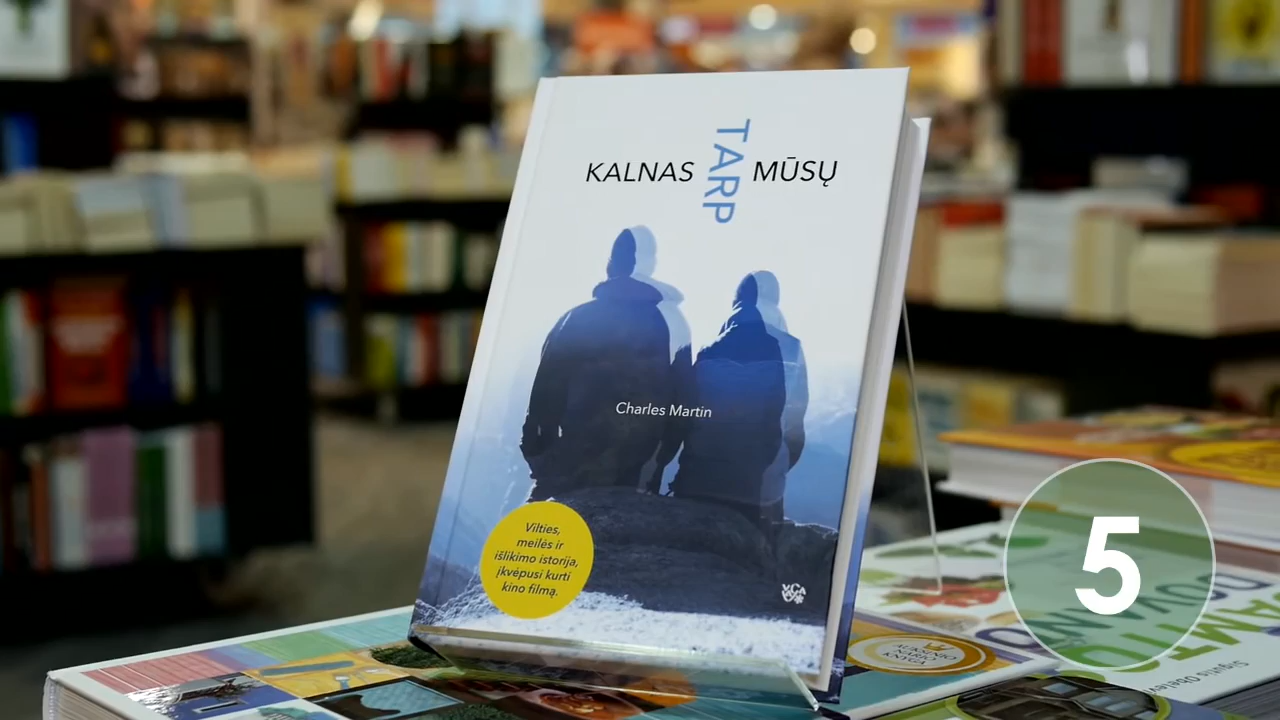 KALNAS TARP MŪSŲ
Charles Martin
Vilties,
meilės ir
išlikimo istorija,
įkvėpusi kurti
kino filmą.
5